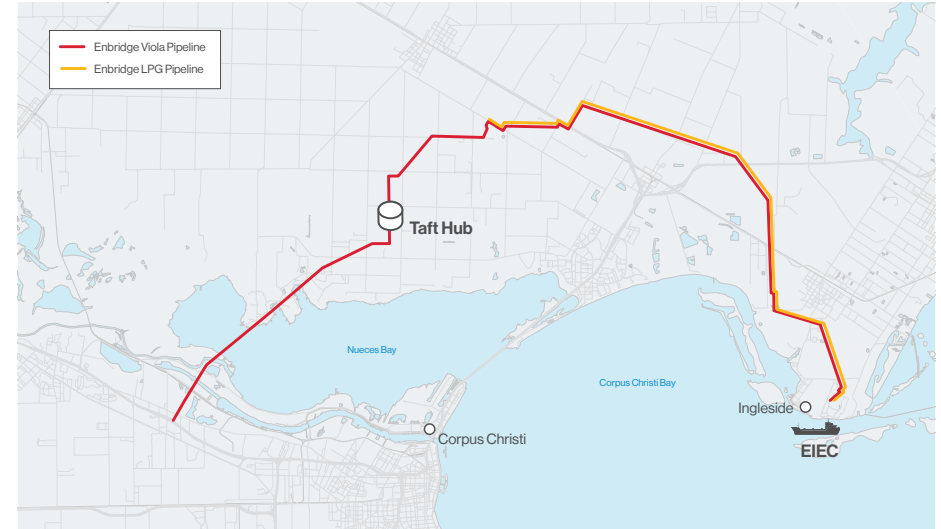 Enbridge Viola Pipeline
Enbridge LPG Pipeline
Taft Hub
Nueces Bay
Corpus Christi Bay
Ingleside
Corpus Christi
EIEC